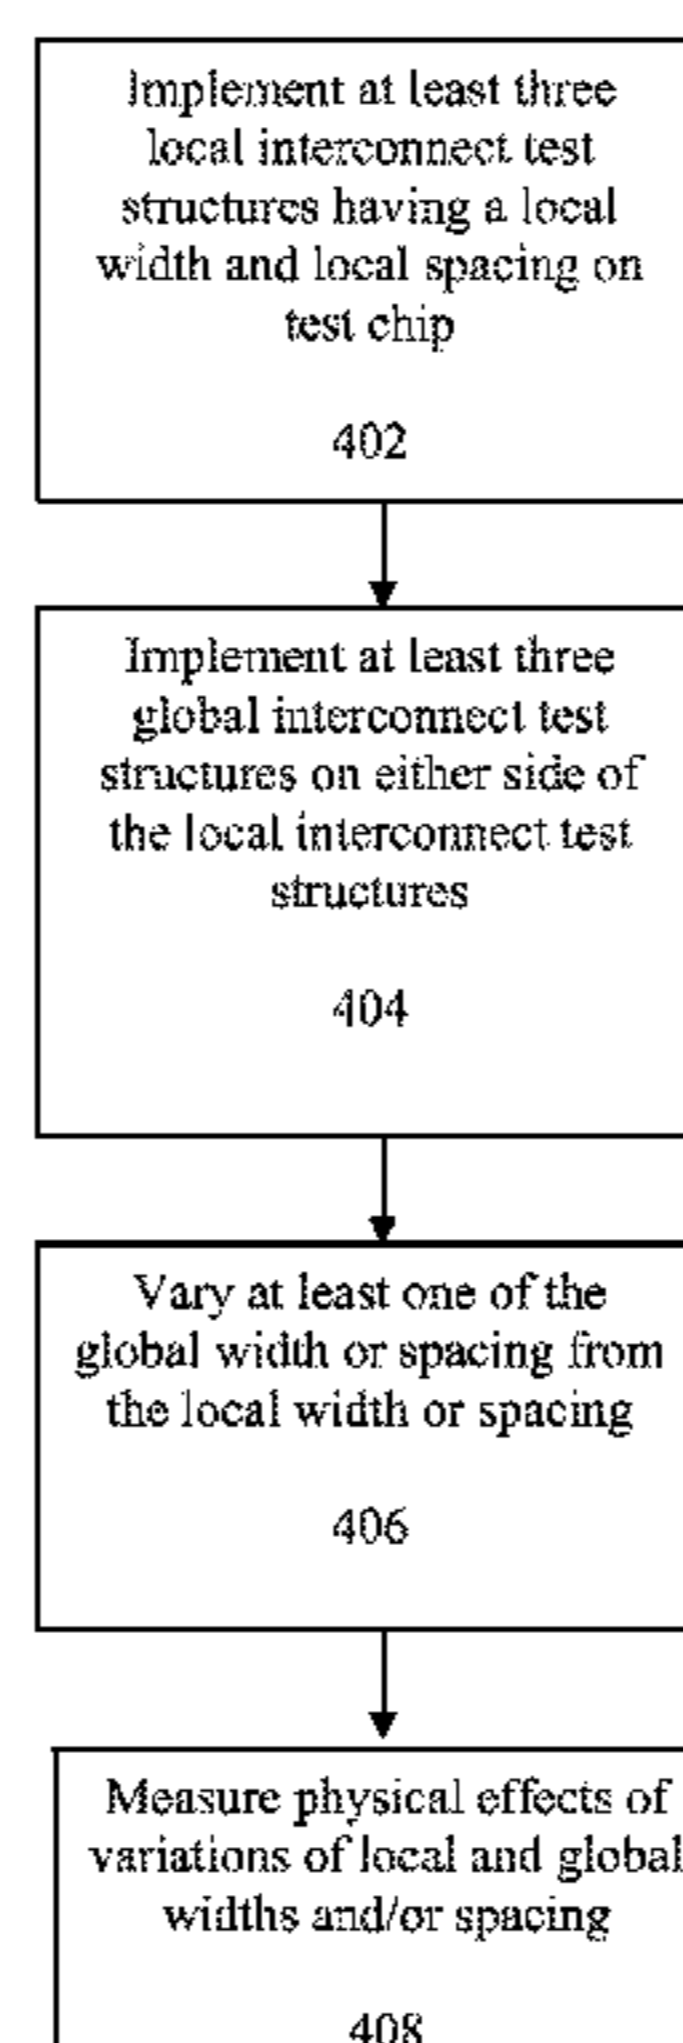 Implement at least three
local interconnect test
structures having a local
width and local spacing on
test chip
402
Implement at least three
global interconnect test
structures on either side of
the local interconnect test
structures
404
Vary at least one of the
global width or spacing from
the local width or spacing
406
Measure physical effects of
variations of local and global
widths and/or spacing
408